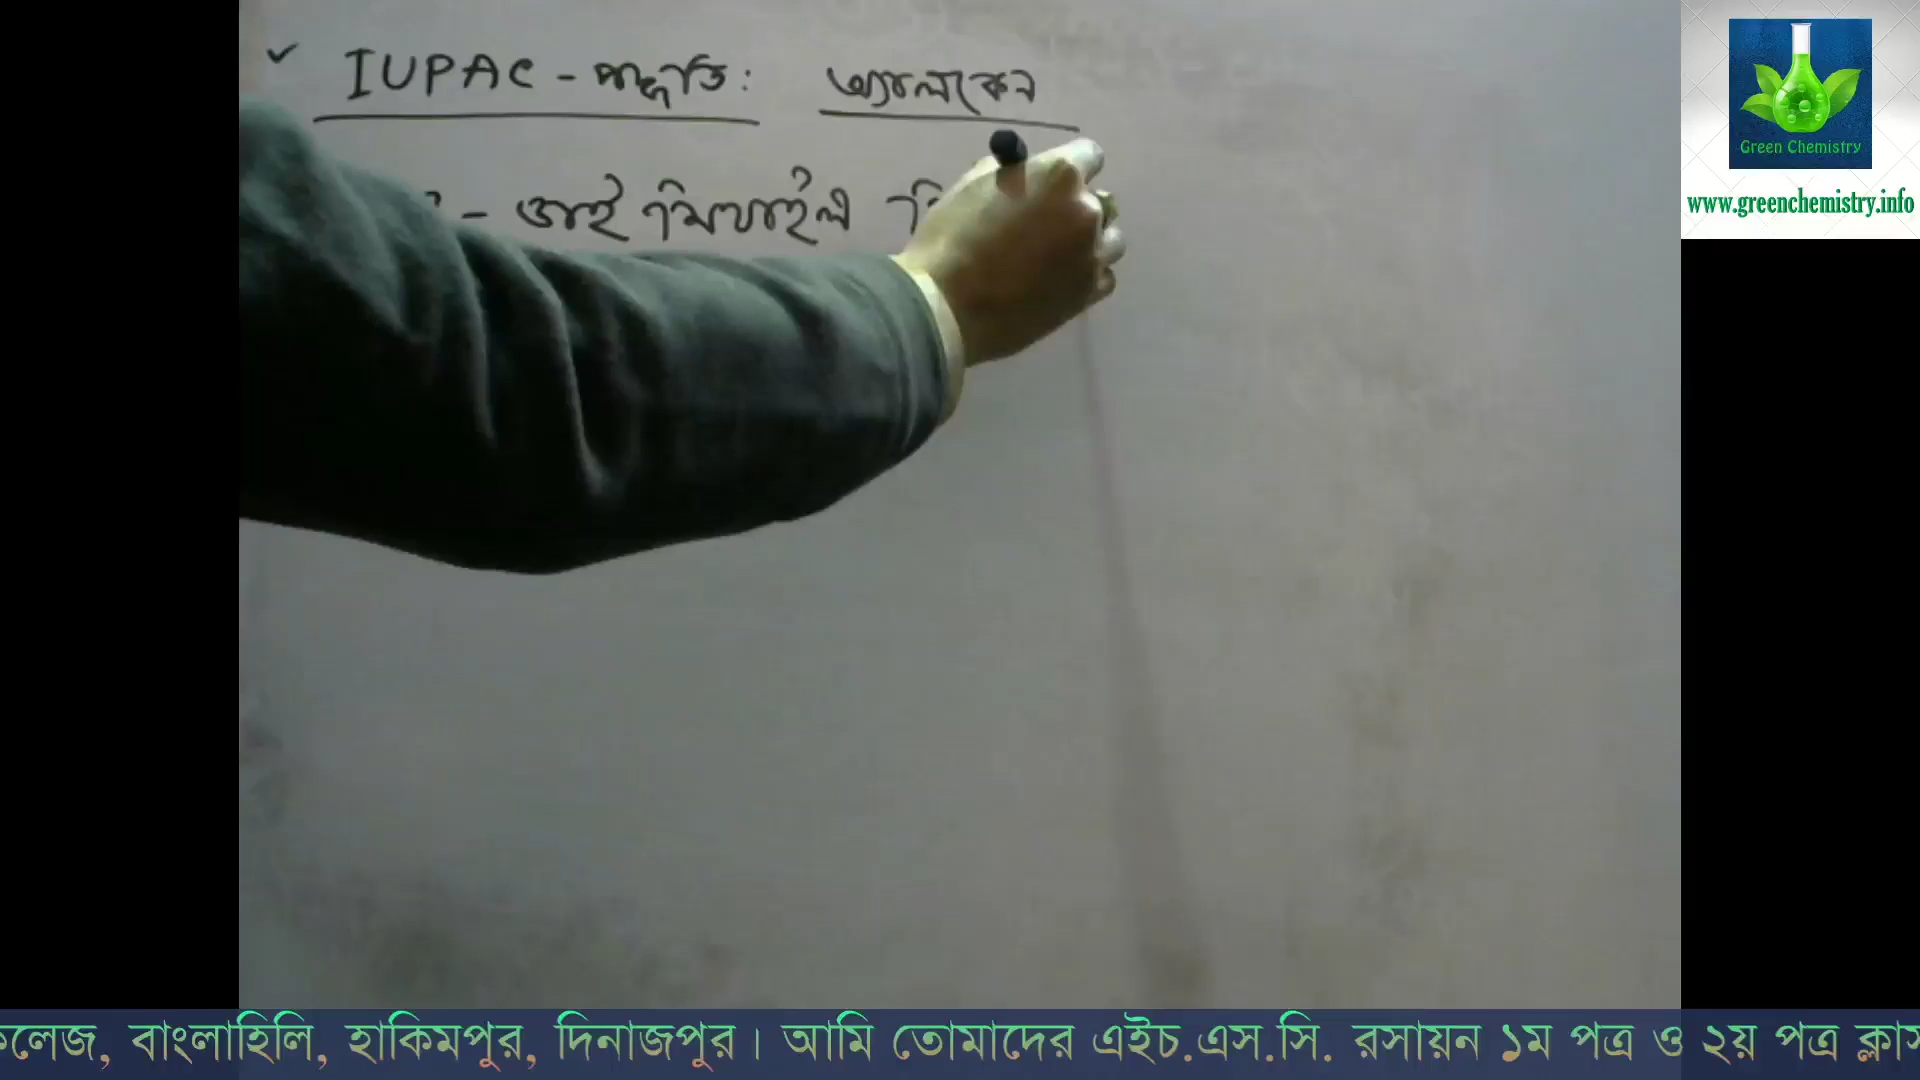 ✓ IUPAC - পদ্ধতি: অ্যালকেন
- ডাই মিথাইল
Green Chemistry
www.greenchemistry.info
কলেজ, বাংলাহিলি, হাকিমপুর, দিনাজপুর। আমি তোমাদের এইচ.এস.সি. রসায়ন ১ম পত্র ও ২য় পত্র ক্লাস